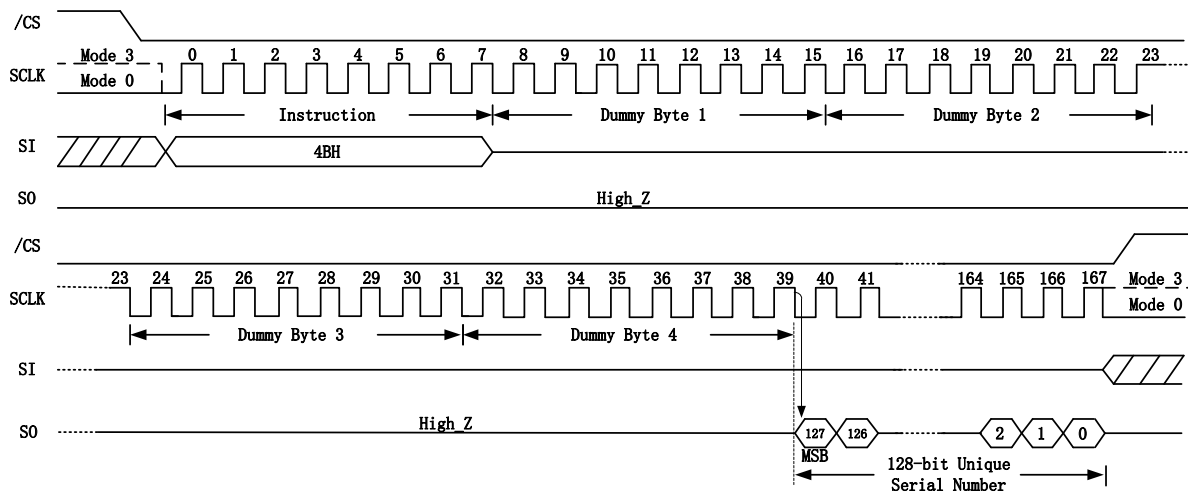 /CS
Mode 3 0 1 2 3 4 5 6 7 8 9 10 11 12 13 14 15 16 17 18 19 20 21 22 23
SCLK
Mode 0
Instruction Dummy Byte 1 Dummy Byte 2
SI 4BH
SO High_Z
/CS
23 24 25 26 27 28 29 30 31 32 33 34 35 36 37 38 39 40 41 164 165 166 167 Mode 3
SCLK Mode 0
Dummy Byte 3 Dummy Byte 4
SI
SO High_Z 127 126 2 1 0
MSB
128-bit Unique
Serial Number